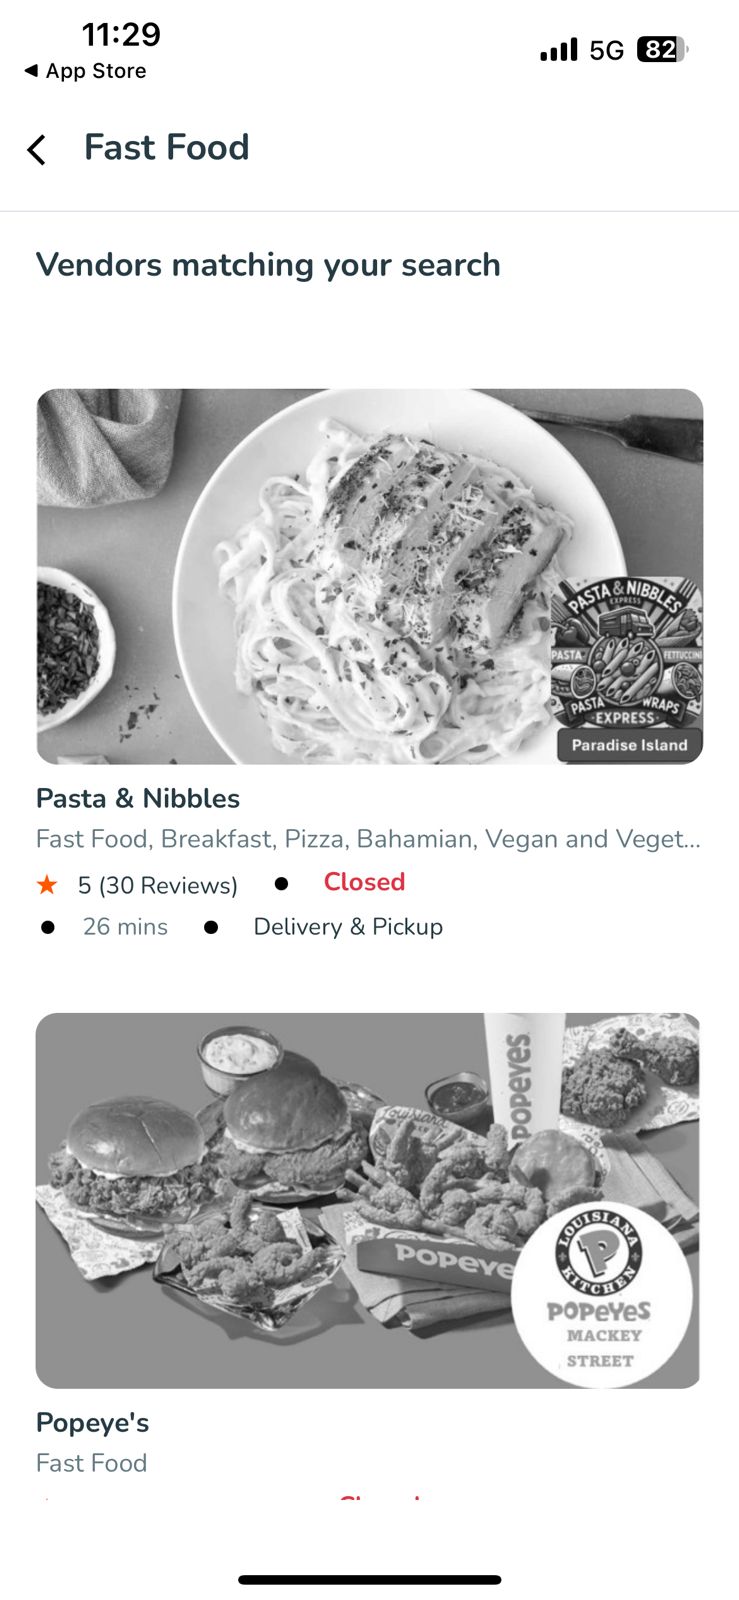 11:29
5G
82
◀ App Store
Fast Food
Vendors matching your search
PASTA & NIBBLES
EXPRESS
PASTA
FETTUCCINI
PASTA
WRAPS
·EXPRESS·
Paradise Island
Pasta & Nibbles
Fast Food, Breakfast, Pizza, Bahamian, Vegan and Veget...
5 (30 Reviews)
Closed
26 mins
Delivery & Pickup
POPEYES
Louisiana
POPEYE
LOUISIANA
P
KITCHEN
POPEYES
MACKEY
STREET
Popeye's
Fast Food